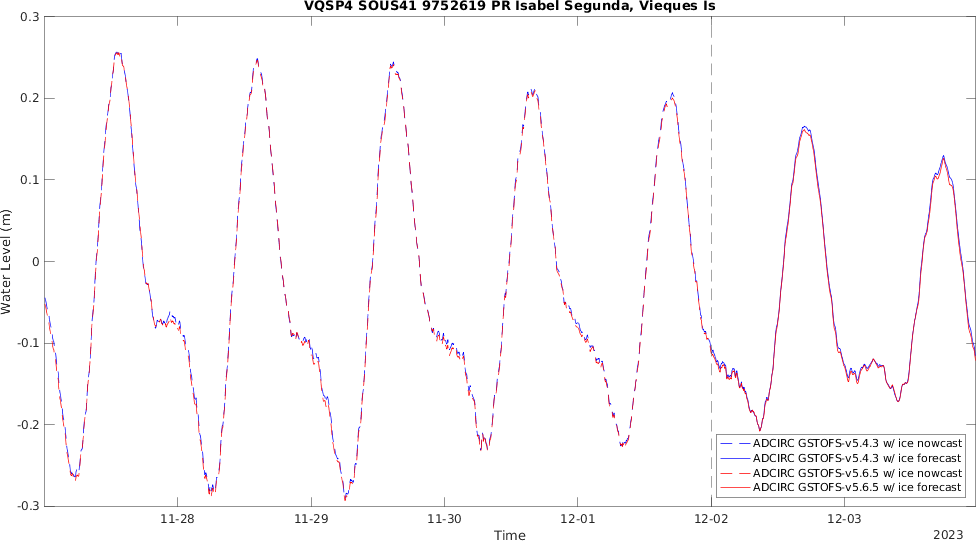 VQSP4 SOUS41 9752619 PR Isabel Segunda, Vieques Is
0.3
0.2
0.1
0
-0.1
-0.2
-0.3
Water Level (m)
ADCIRC GSTOFS-v5.4.3 w/ ice nowcast
ADCIRC GSTOFS-v5.4.3 w/ ice forecast
ADCIRC GSTOFS-v5.6.5 w/ ice nowcast
ADCIRC GSTOFS-v5.6.5 w/ ice forecast
11-28 11-29 11-30 12-01 12-02 12-03
Time
2023